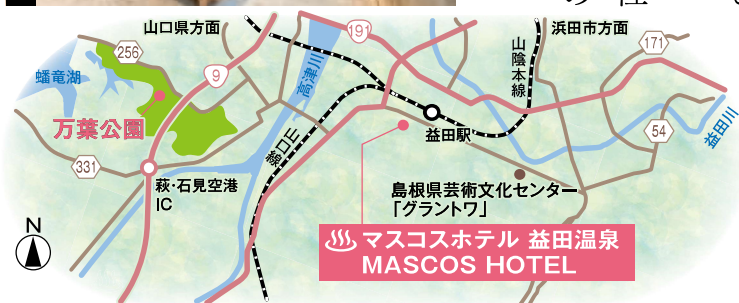 山口県方面
浜田市方面
191
171
256
9
蟠竜湖
高津川
山陰本線
万葉公園
山口線
益田駅
54
益田川
331
萩・石見空港
IC
島根県芸術文化センター
「グラントワ」
N
マスコスホテル 益田温泉
MASCOS HOTEL